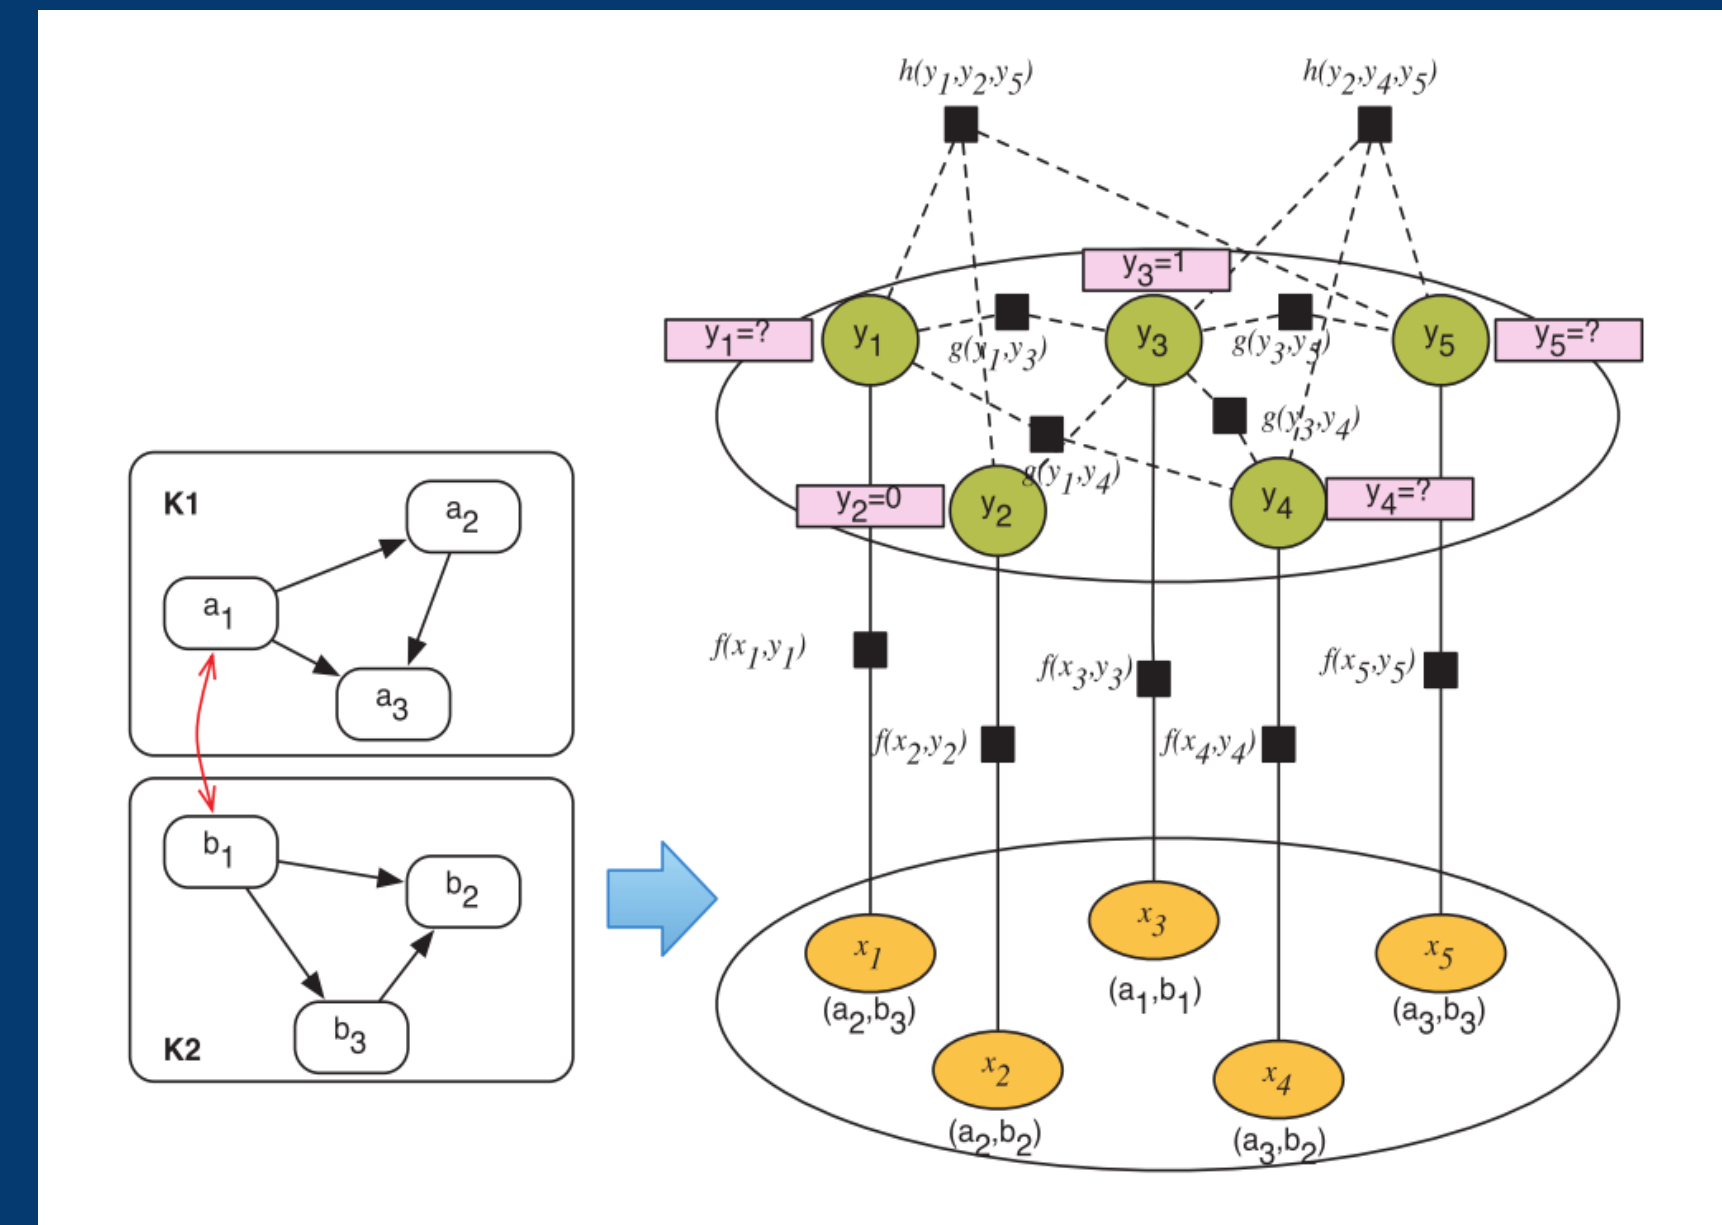 K1
a2
a1
a3
b1
b2
b3
K2
h(y1,y2,y5)
h(y2,y4,y5)
y3=1
y1=?
y1
y3
y5
y5=?
g(y1,y3)
g(y3,y5)
g(y3,y4)
g(y1,y4)
y2=0
y2
y4
y4=?
f(x1,y1)
f(x3,y3)
f(x5,y5)
f(x2,y2)
f(x4,y4)
x3
x1
x5
(a1,b1)
(a2,b3)
(a3,b3)
x2
x4
(a2,b2)
(a3,b2)